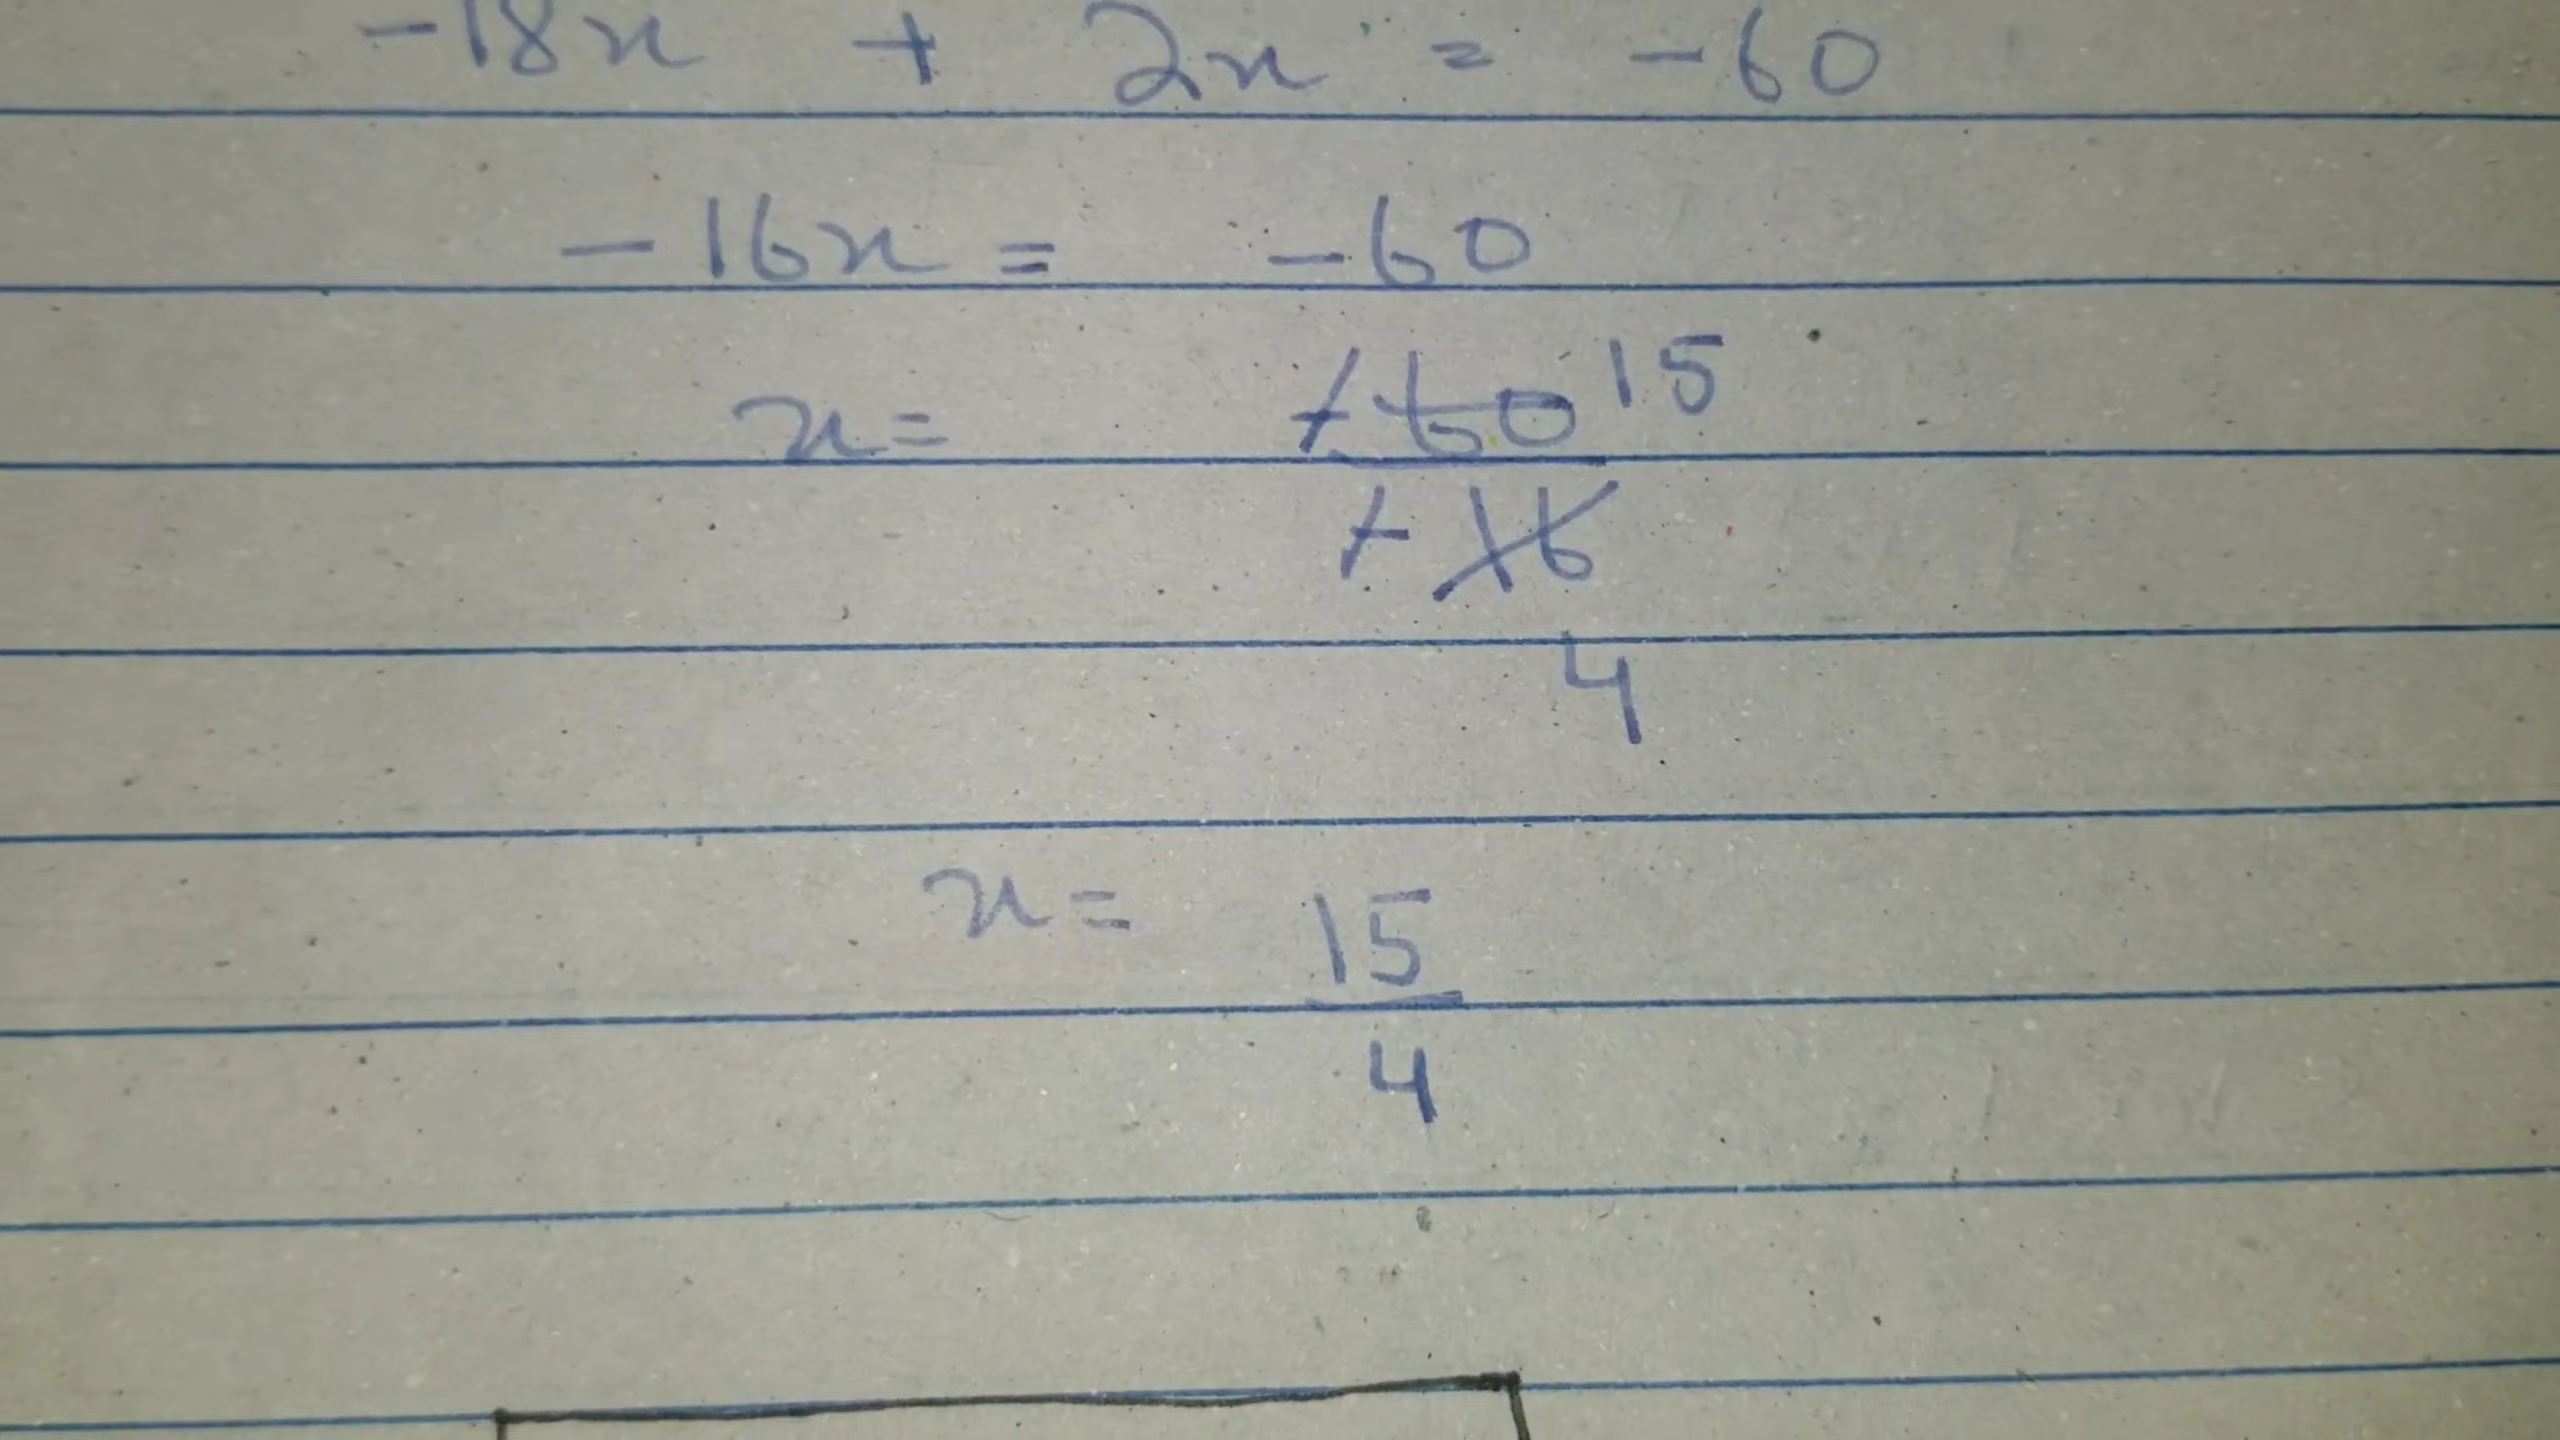 -18x + 2x = -60
-16x = -60
x = -60 15
-16
4
x = 15
4